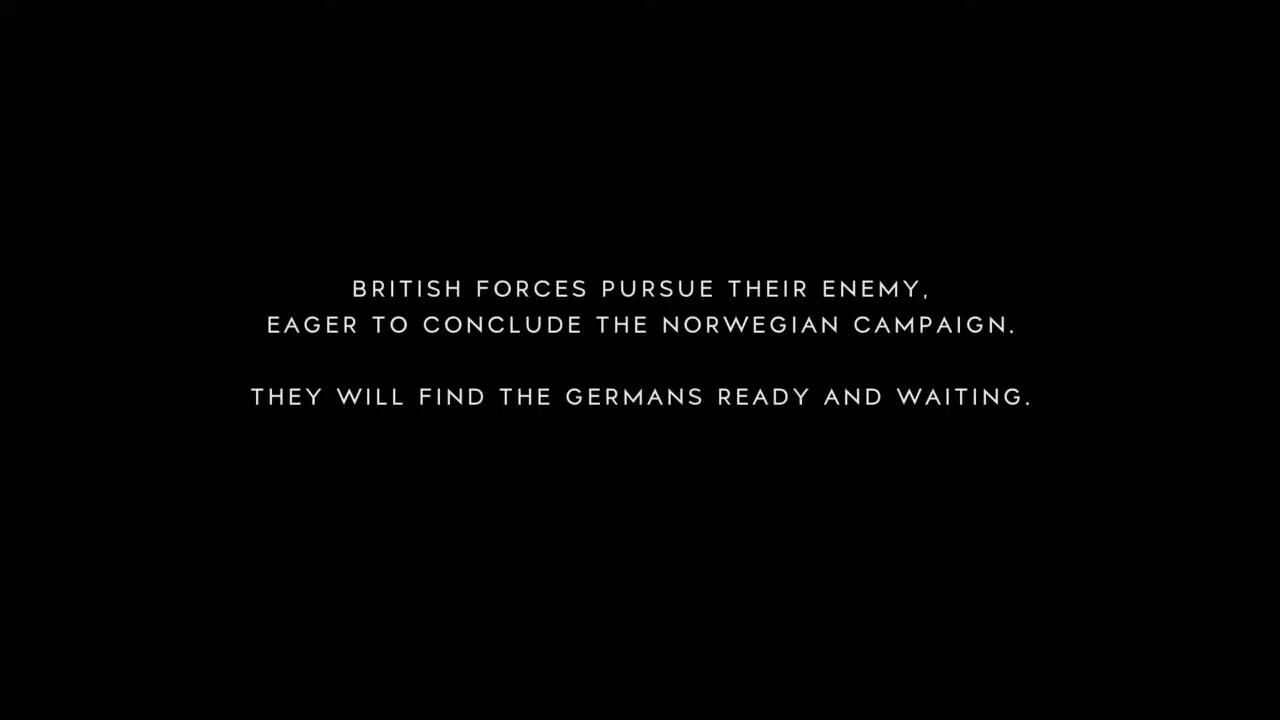 BRITISH FORCES PURSUE THEIR ENEMY,
EAGER TO CONCLUDE THE NORWEGIAN CAMPAIGN.
THEY WILL FIND THE GERMANS READY AND WAITING.